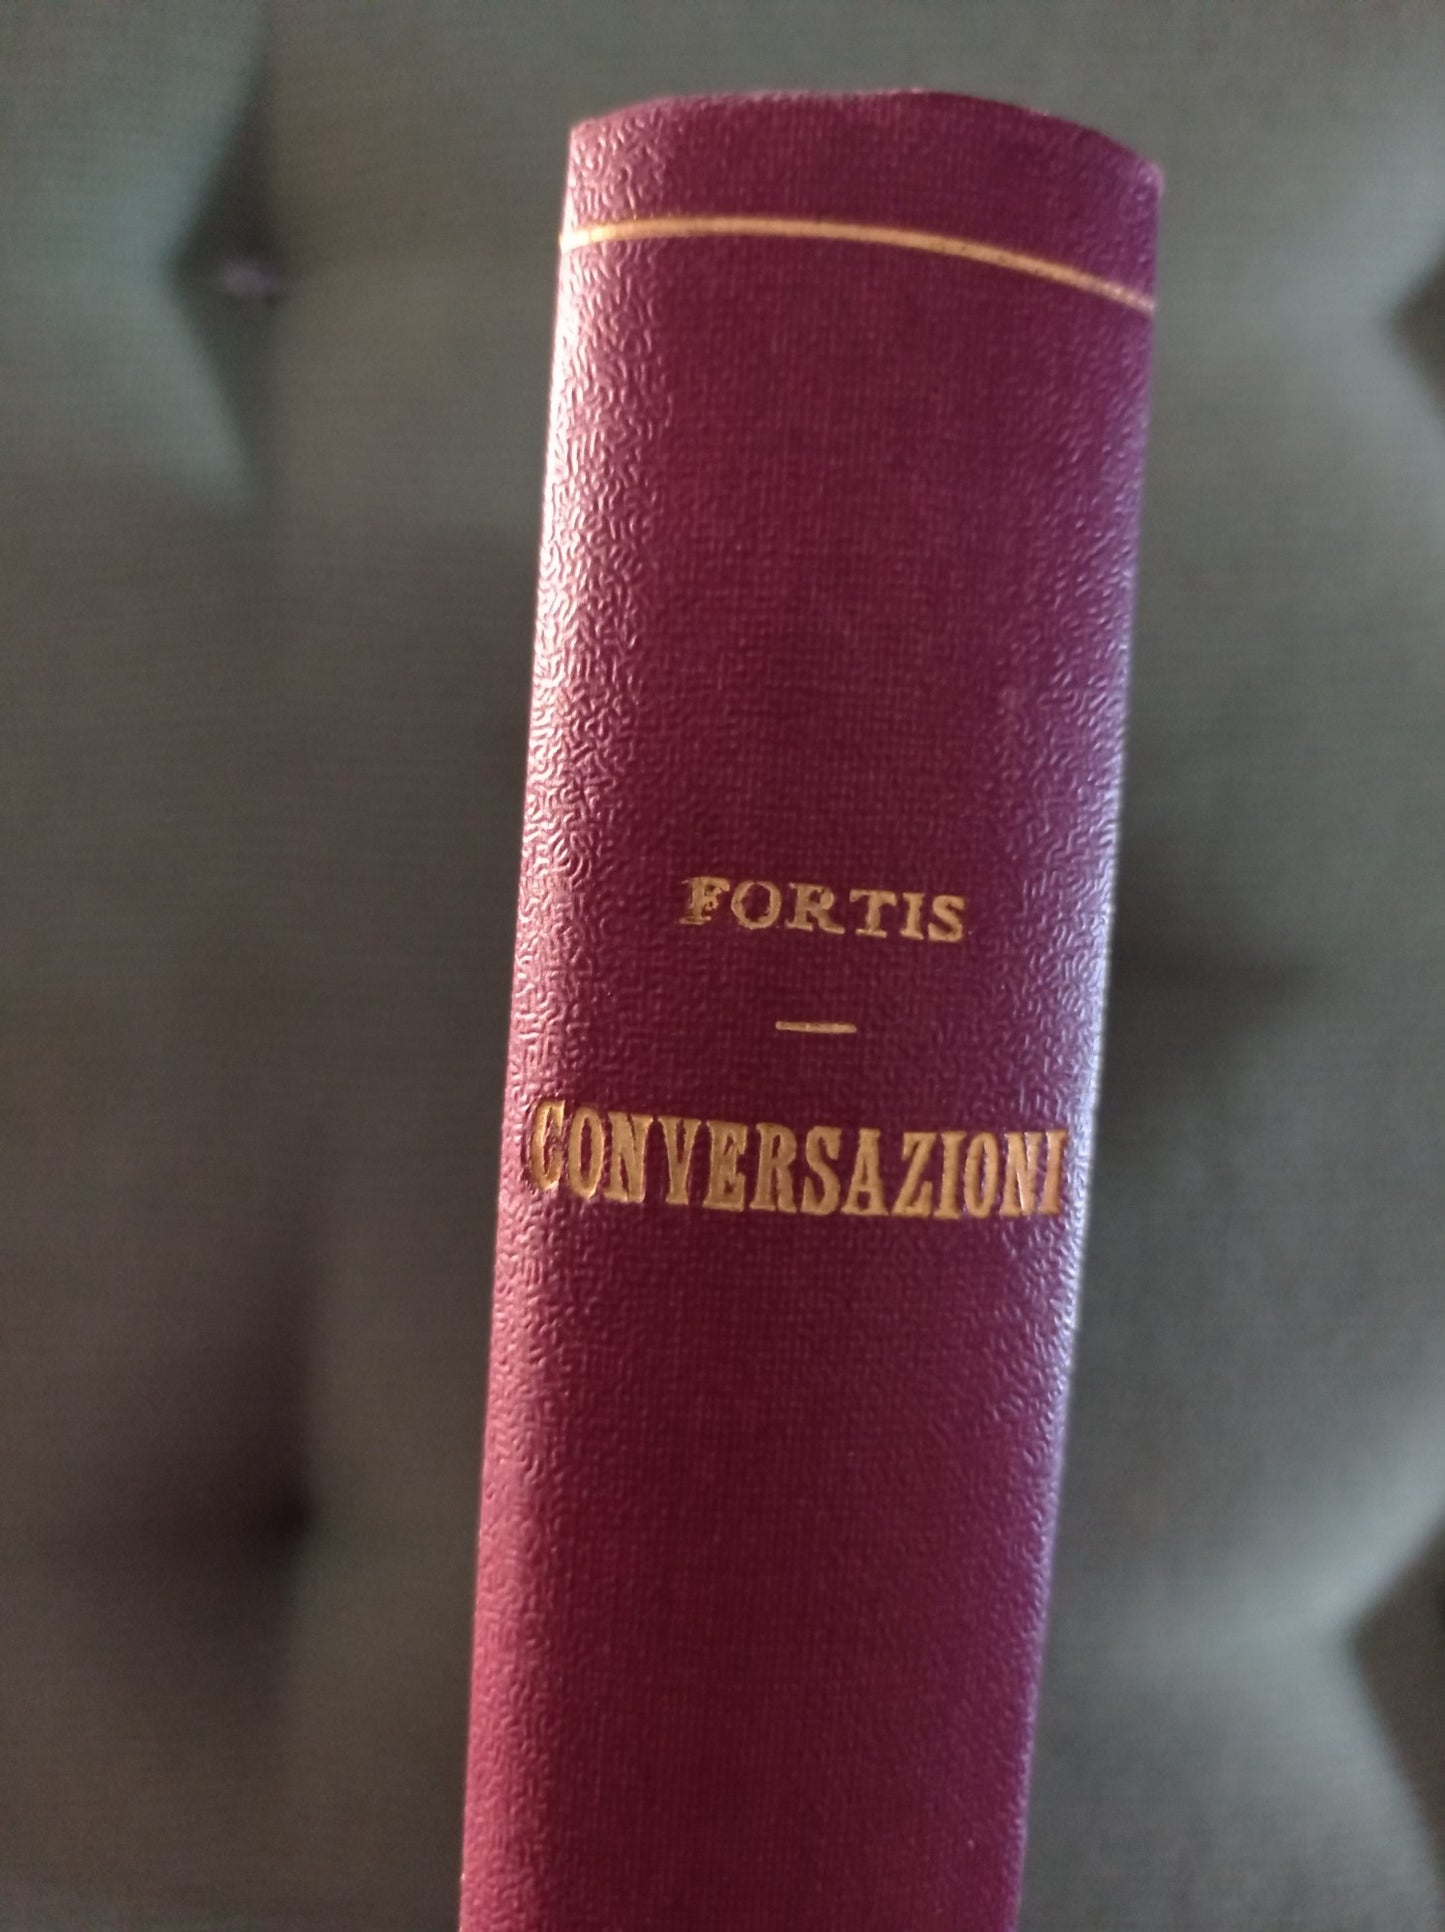 FORTIS
—
CONVERSAZIONI